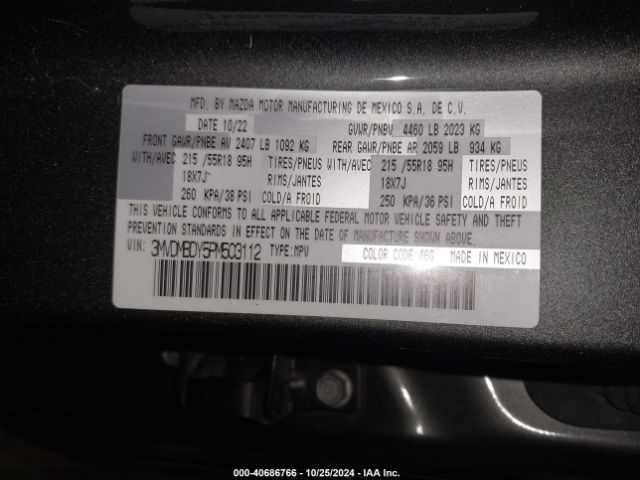 MFD. BY MAZDA MOTOR MANUFACTURING DE MEXICO S.A. DE C.V.
DATE 10/22 GVWR/PNBV 4460 LB 2023 KG
FRONT GAWR/PNBE AV 2407 LB 1092 KG REAR GAWR/PNBE AR 2059 LB 934 KG
WITH/AVEC 215 /55R18 95H TIRES/PNEUS WITH/AVEC 215 /55R18 95H TIRES/PNEUS
18X7J RIMS/JANTES 18X7J RIMS/JANTES
260 KPA/38 PSI COLD/A FROID 250 KPA/36 PSI COLD/A FROID
THIS VEHICLE CONFORMS TO ALL APPLICABLE FEDERAL MOTOR VEHICLE SAFETY AND THEFT
PREVENTION STANDARDS IN EFFECT ON THE DATE OF MANUFACTURE SHOWN ABOVE.
VIN: 3MVDMBDY5PM503112 TYPE:MPV COLOR CODE:46G MADE IN MEXICO
000-40686766 - 10/25/2024 - IAA Inc.